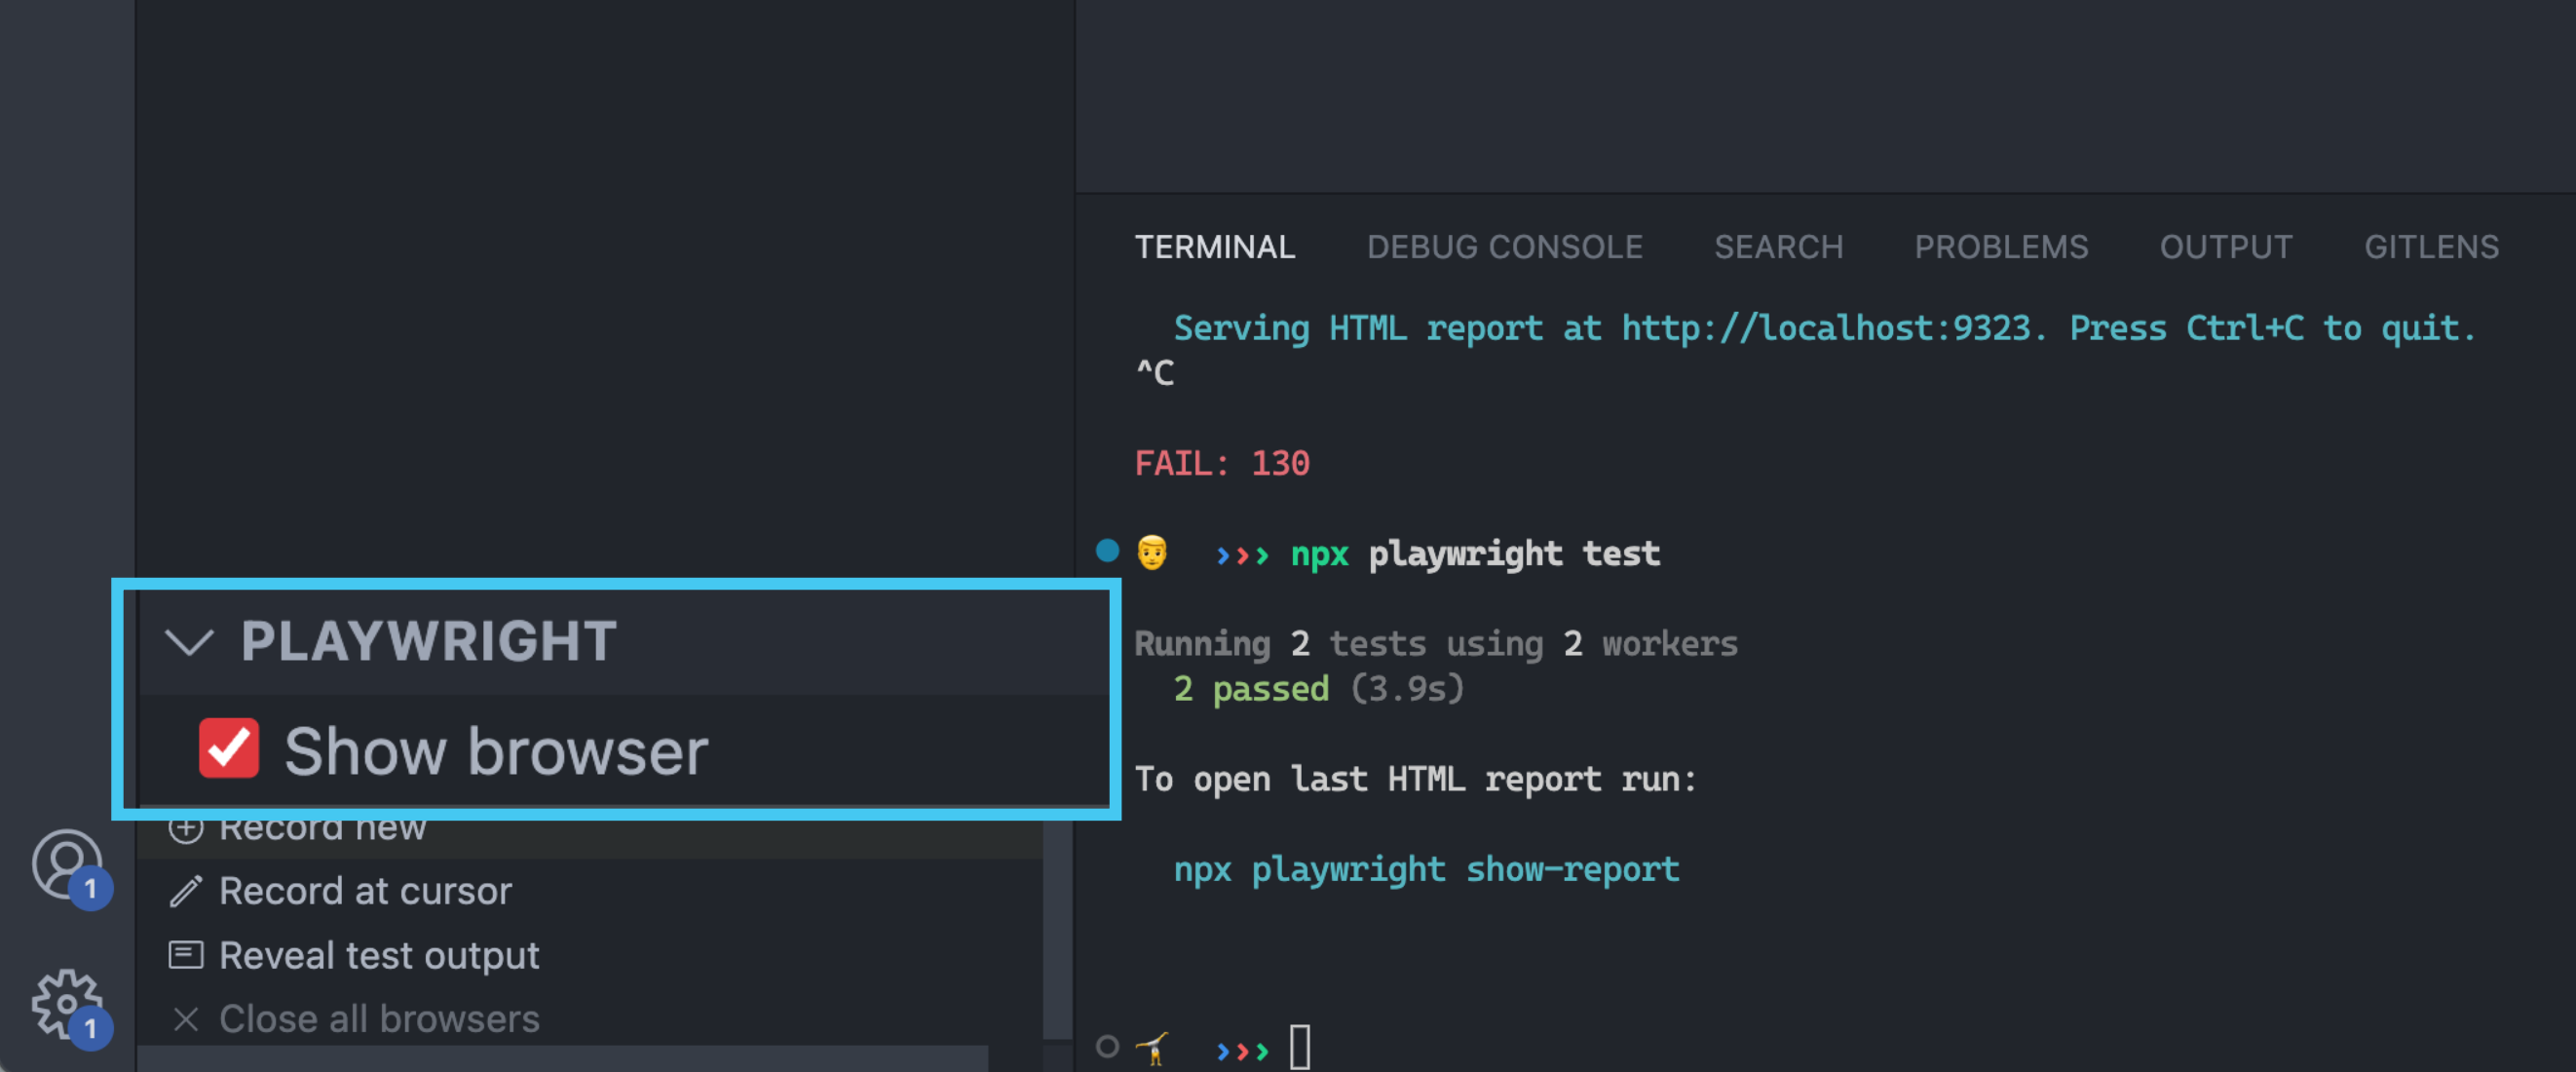 PLAYWRIGHT
Show browser
Record new
Record at cursor
Reveal test output
Close all browsers
1
1
TERMINAL DEBUG CONSOLE SEARCH PROBLEMS OUTPUT GITLENS
Serving HTML report at http://localhost:9323. Press Ctrl+C to quit.
^C
FAIL: 130
››› npx playwright test
Running 2 tests using 2 workers
2 passed (3.9s)
To open last HTML report run:
npx playwright show-report
›››